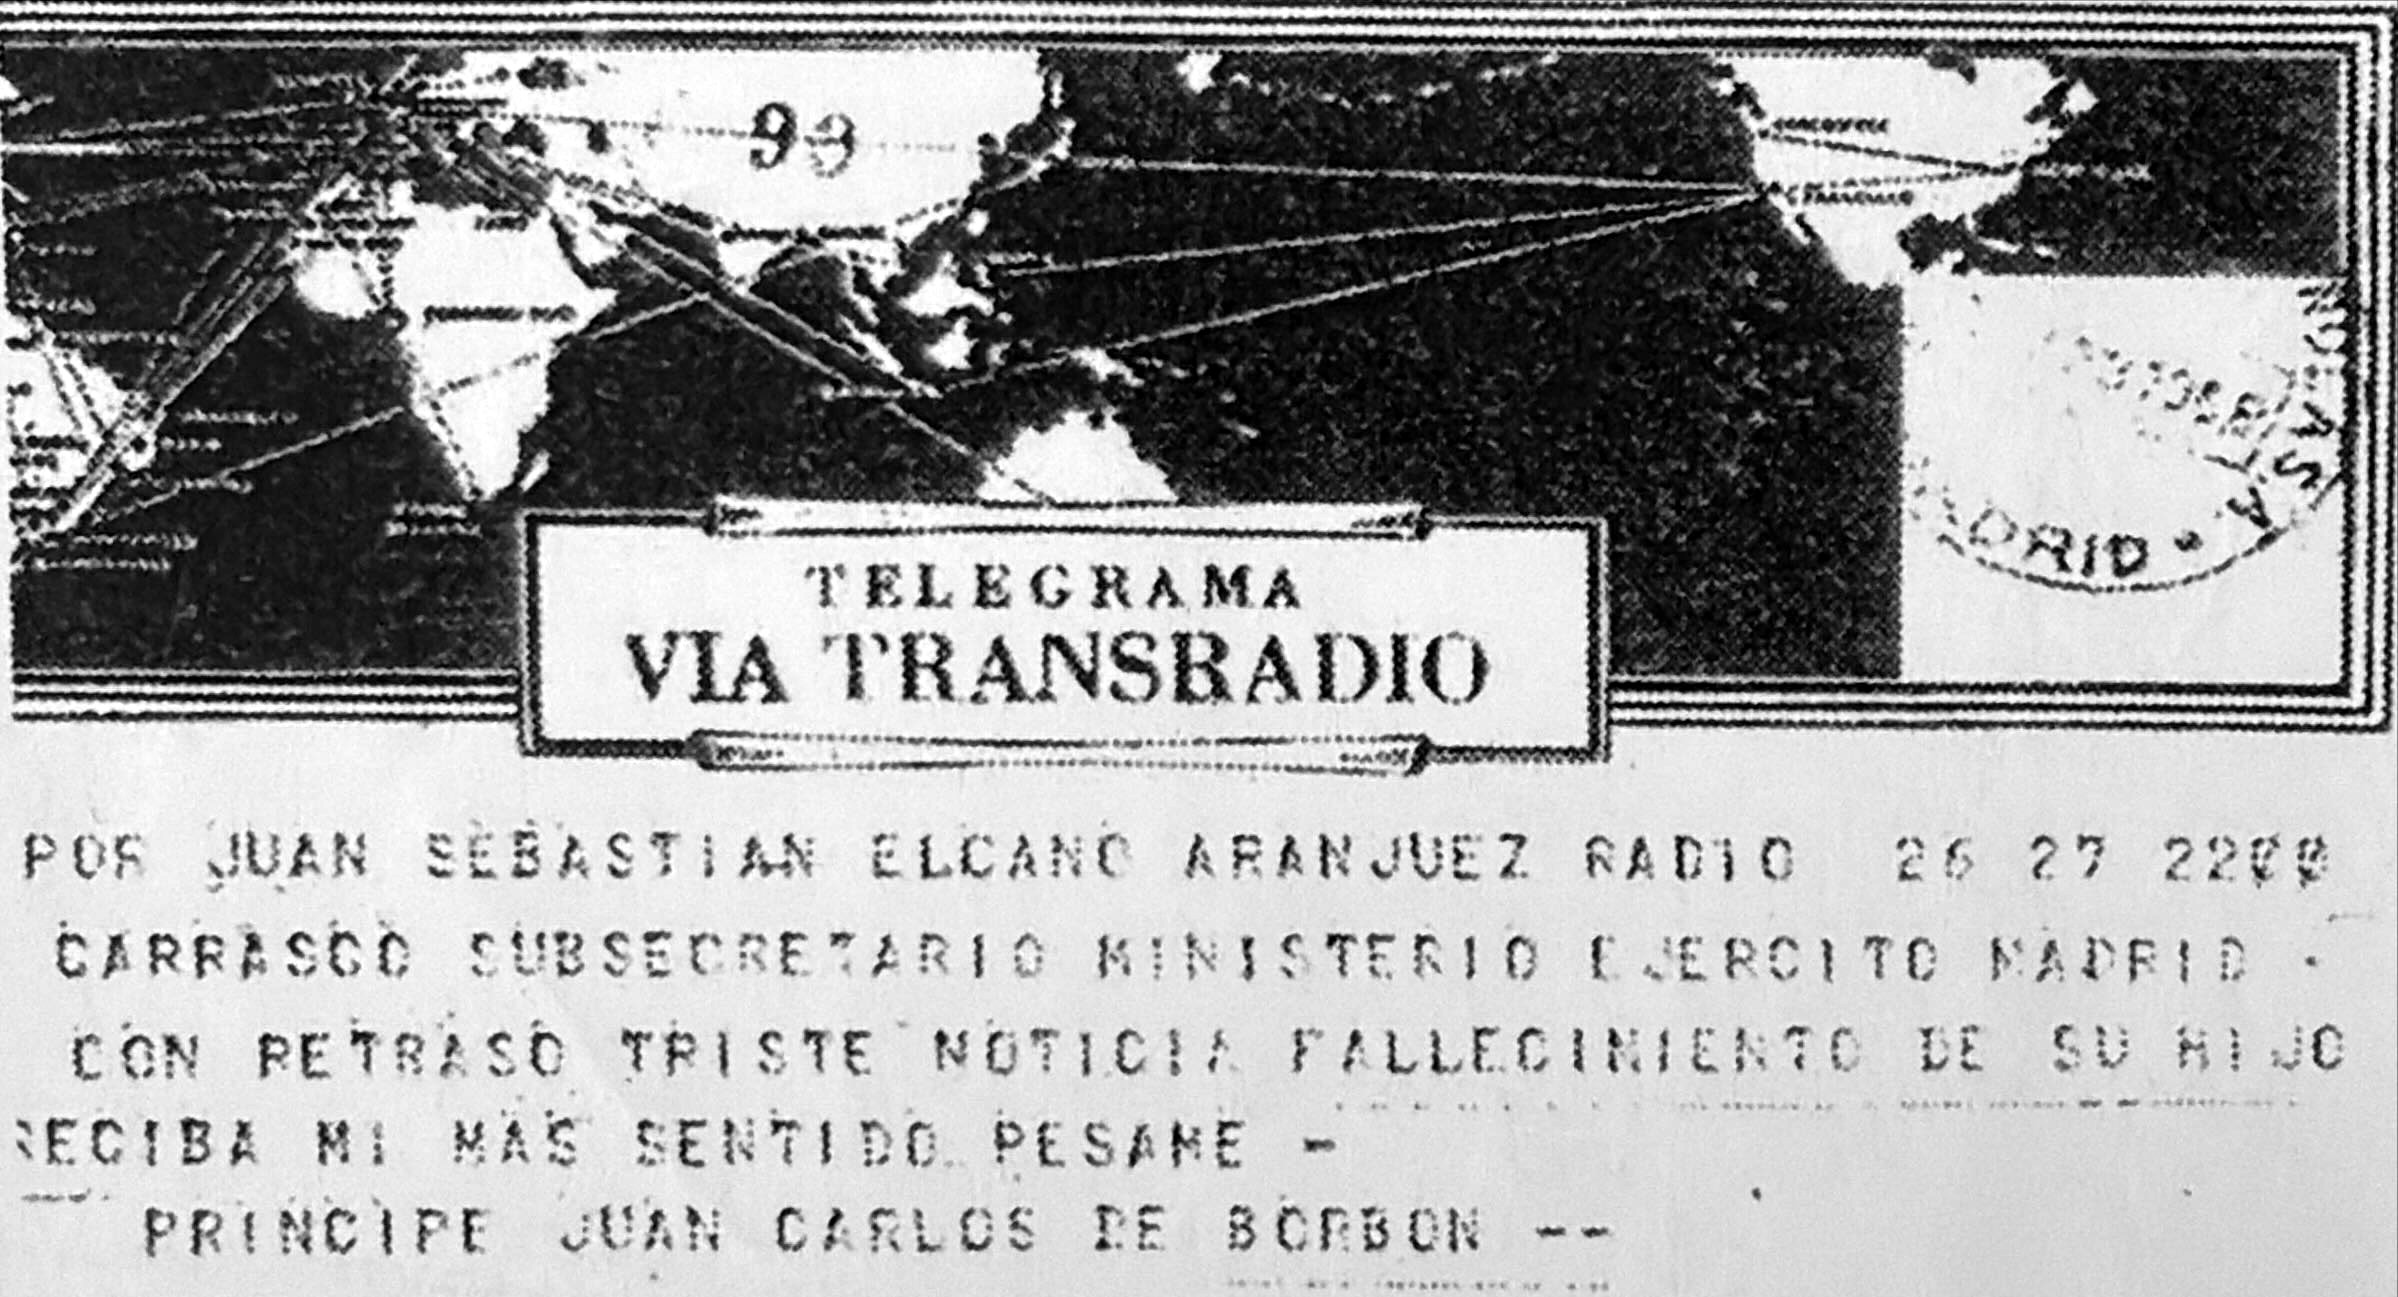 99
TELEGRAMA
VIA TRANSRADIO
POR JUAN SEBASTIAN ELCANO ARANJUEZ RADIO 26 27 2200
CARRASCO SUBSECRETARIO MINISTERIO EJERCITO MADRID -
CON RETRASO TRISTE NOTICIA FALLECIMIENTO DE SU HIJO
RECIBA MI MAS SENTIDO PESAME -
PRINCIPE JUAN CARLOS DE BORBON --